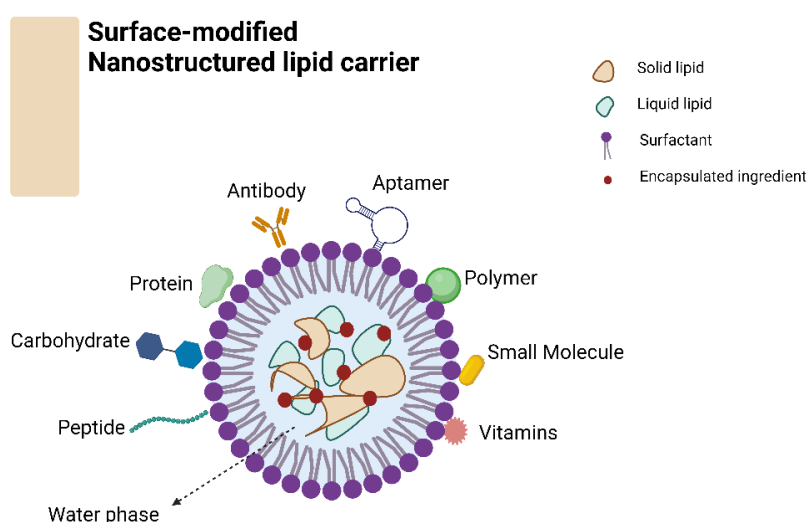 Surface-modified
Nanostructured lipid carrier
Solid lipid
Liquid lipid
Surfactant
Encapsulated ingredient
Antibody
Aptamer
Protein
Polymer
Carbohydrate
Small Molecule
Peptide
Vitamins
Water phase